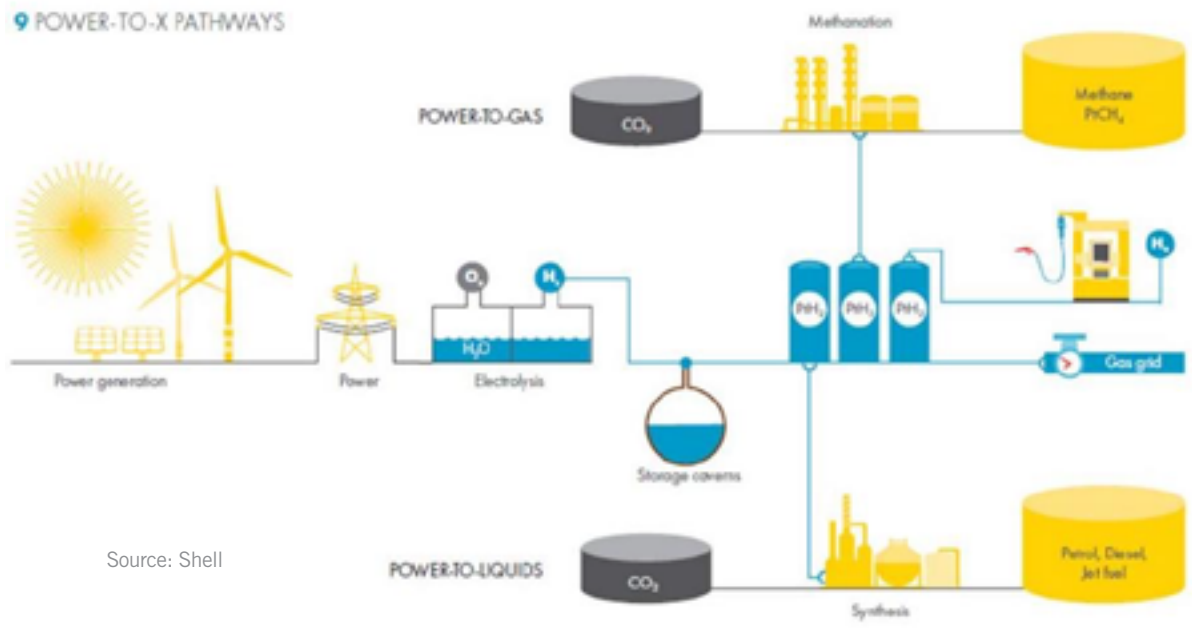 9 POWER-TO-X PATHWAYS
Methanation
POWER-TO-GAS
CO₂
Methane
PtCH₄
O₂
H₂
H₂
PtH₂
PtH₂
PtH₂
H₂O
Gas grid
Power generation
Power
Electrolysis
Storage caverns
Source: Shell
POWER-TO-LIQUIDS
CO₂
Petrol, Diesel,
Jet fuel
Synthesis